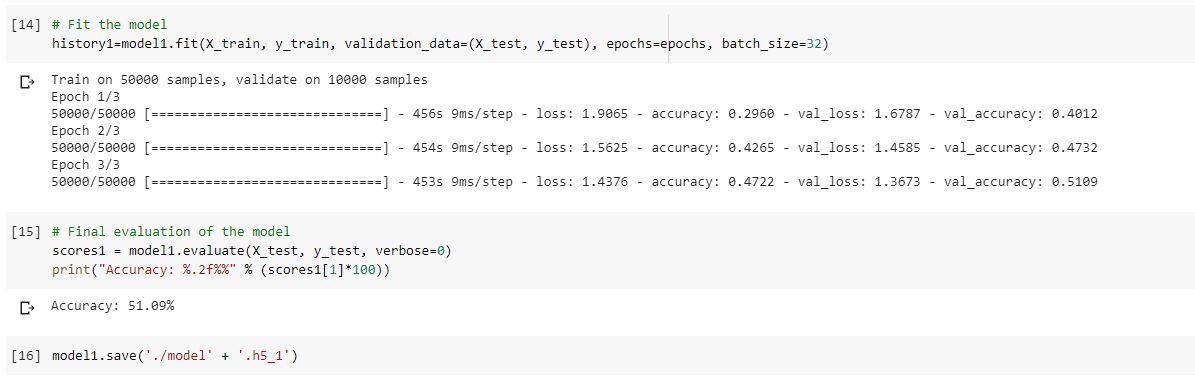 [14] # Fit the model
history1=model1.fit(X_train, y_train, validation_data=(X_test, y_test), epochs=epochs, batch_size=32)
Train on 50000 samples, validate on 10000 samples
Epoch 1/3
50000/50000 [==============================] - 456s 9ms/step - loss: 1.9065 - accuracy: 0.2960 - val_loss: 1.6787 - val_accuracy: 0.4012
Epoch 2/3
50000/50000 [==============================] - 454s 9ms/step - loss: 1.5625 - accuracy: 0.4265 - val_loss: 1.4585 - val_accuracy: 0.4732
Epoch 3/3
50000/50000 [==============================] - 453s 9ms/step - loss: 1.4376 - accuracy: 0.4722 - val_loss: 1.3673 - val_accuracy: 0.5109
[15] # Final evaluation of the model
scores1 = model1.evaluate(X_test, y_test, verbose=0)
print("Accuracy: %.2f%%" % (scores1[1]*100))
Accuracy: 51.09%
[16] model1.save('./model' + '.h5_1')